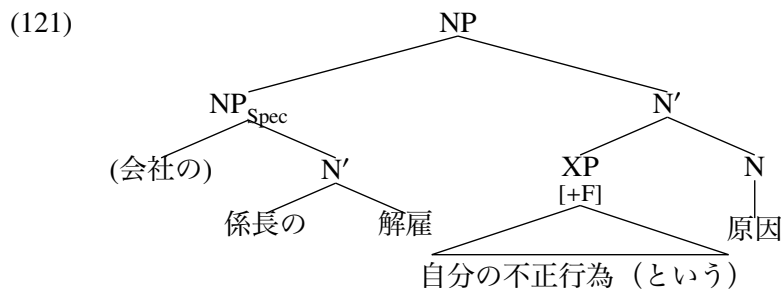 (121) NP
NP_Spec N′
(会社の) N′ XP N
[+F]
係長の 解雇 原因
自分の不正行為（という）